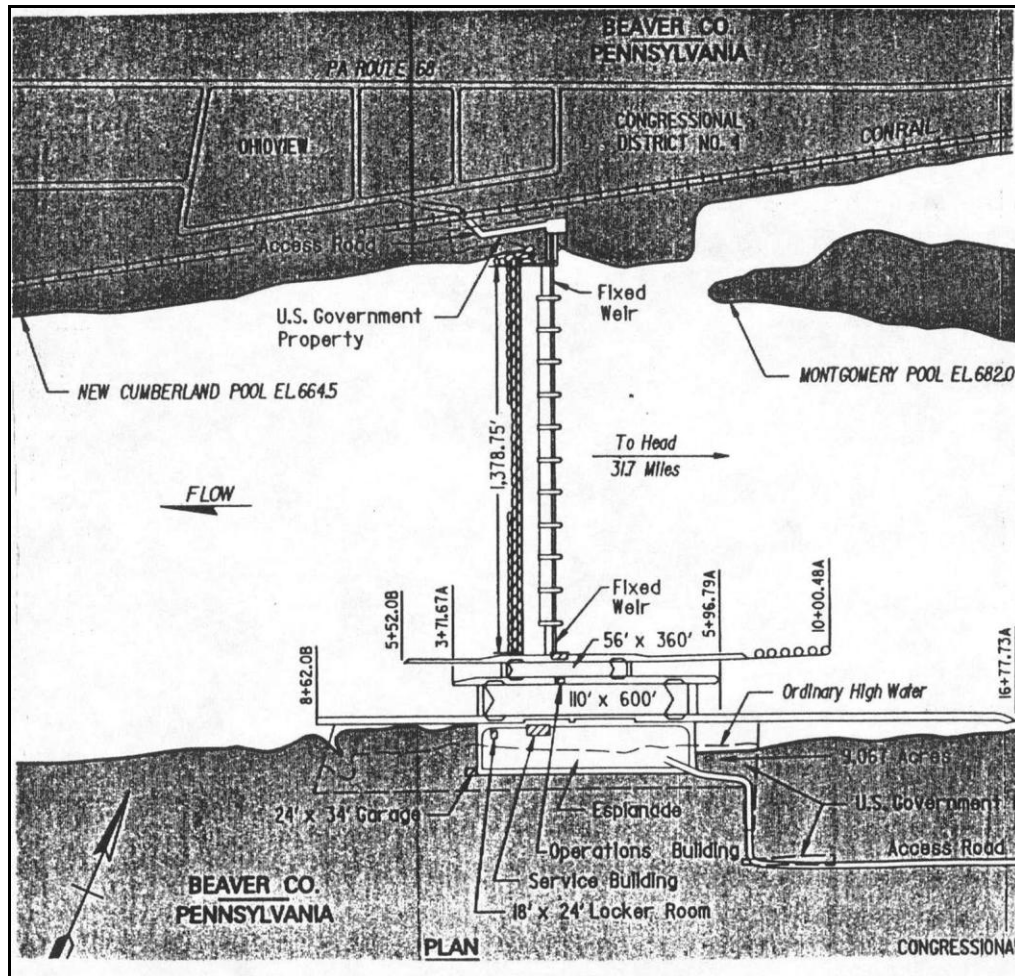 BEAVER CO.
PENNSYLVANIA
PA ROUTE 68
OHIOVIEW
CONGRESSIONAL
DISTRICT NO. 4
CONRAIL
Access Road
U.S. Government
Property
Fixed
Weir
NEW CUMBERLAND POOL EL.664.5
MONTGOMERY POOL EL.682.0
1,378.75'
To Head
31.7 Miles
FLOW
Fixed
Weir
56' x 360'
5+52.0B
3+71.67A
5+96.79A
10+00.48A
8+62.0B
16+77.73A
110' x 600'
Ordinary High Water
9.067 Acres
24' x 34' Garage
Esplanade
U.S. Government
Operations Building
Access Road
Service Building
18' x 24' Locker Room
BEAVER CO.
PENNSYLVANIA
PLAN
CONGRESSIONA